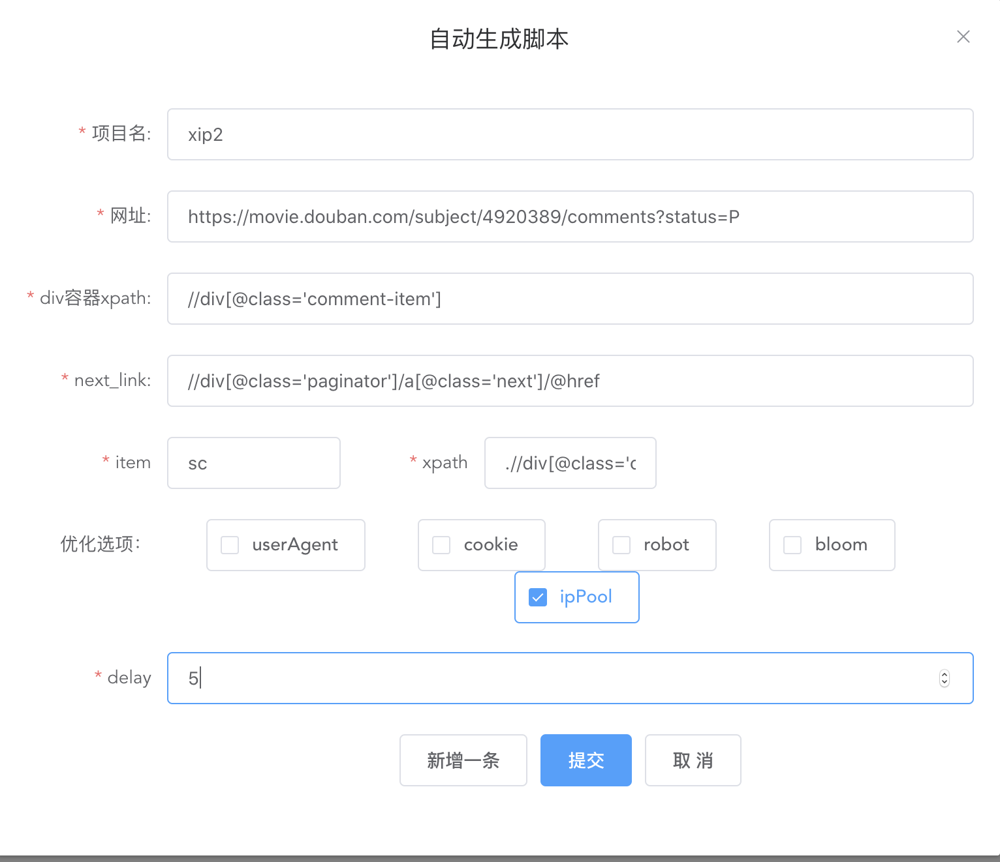 自动生成脚本
* 项目名: xip2
* 网址: https://movie.douban.com/subject/4920389/comments?status=P
* div容器xpath: //div[@class='comment-item']
* next_link: //div[@class='paginator']/a[@class='next']/@href
* item sc * xpath .//div[@class='c
优化选项: userAgent cookie robot bloom
ipPool
* delay 5
新增一条 提交 取 消